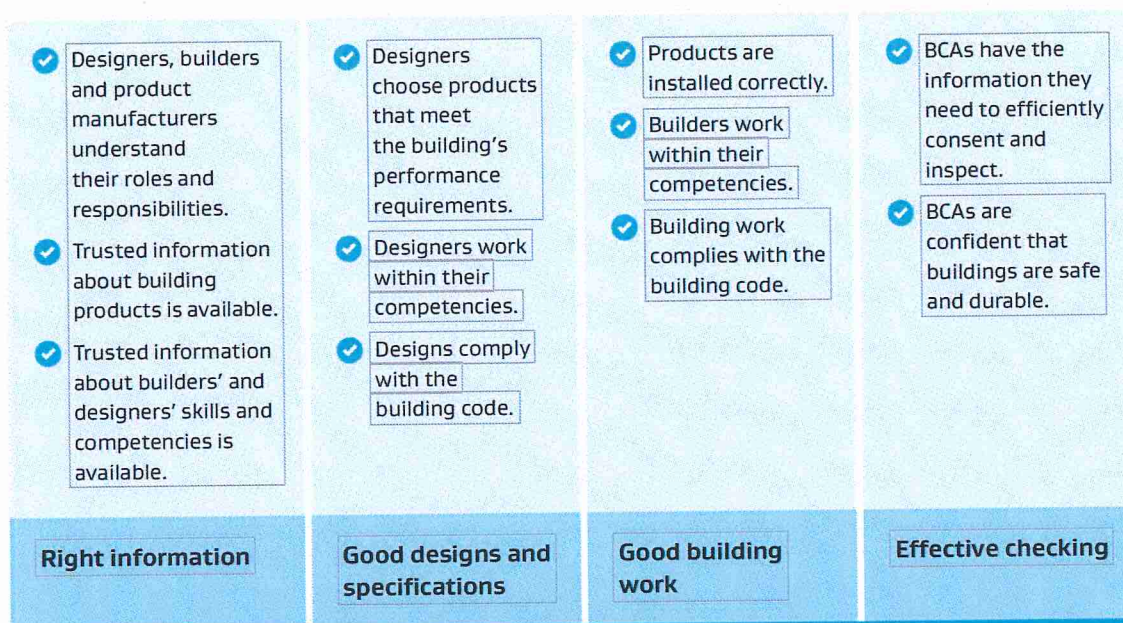 Designers, builders
and product
manufacturers
understand
their roles and
responsibilities.
Trusted information
about building
products is available.
Trusted information
about builders’ and
designers’ skills and
competencies is
available.
Right information
Designers
choose products
that meet
the building’s
performance
requirements.
Designers work
within their
competencies.
Designs comply
with the
building code.
Good designs and
specifications
Products are
installed correctly.
Builders work
within their
competencies.
Building work
complies with the
building code.
Good building
work
BCAs have the
information they
need to efficiently
consent and
inspect.
BCAs are
confident that
buildings are safe
and durable.
Effective checking